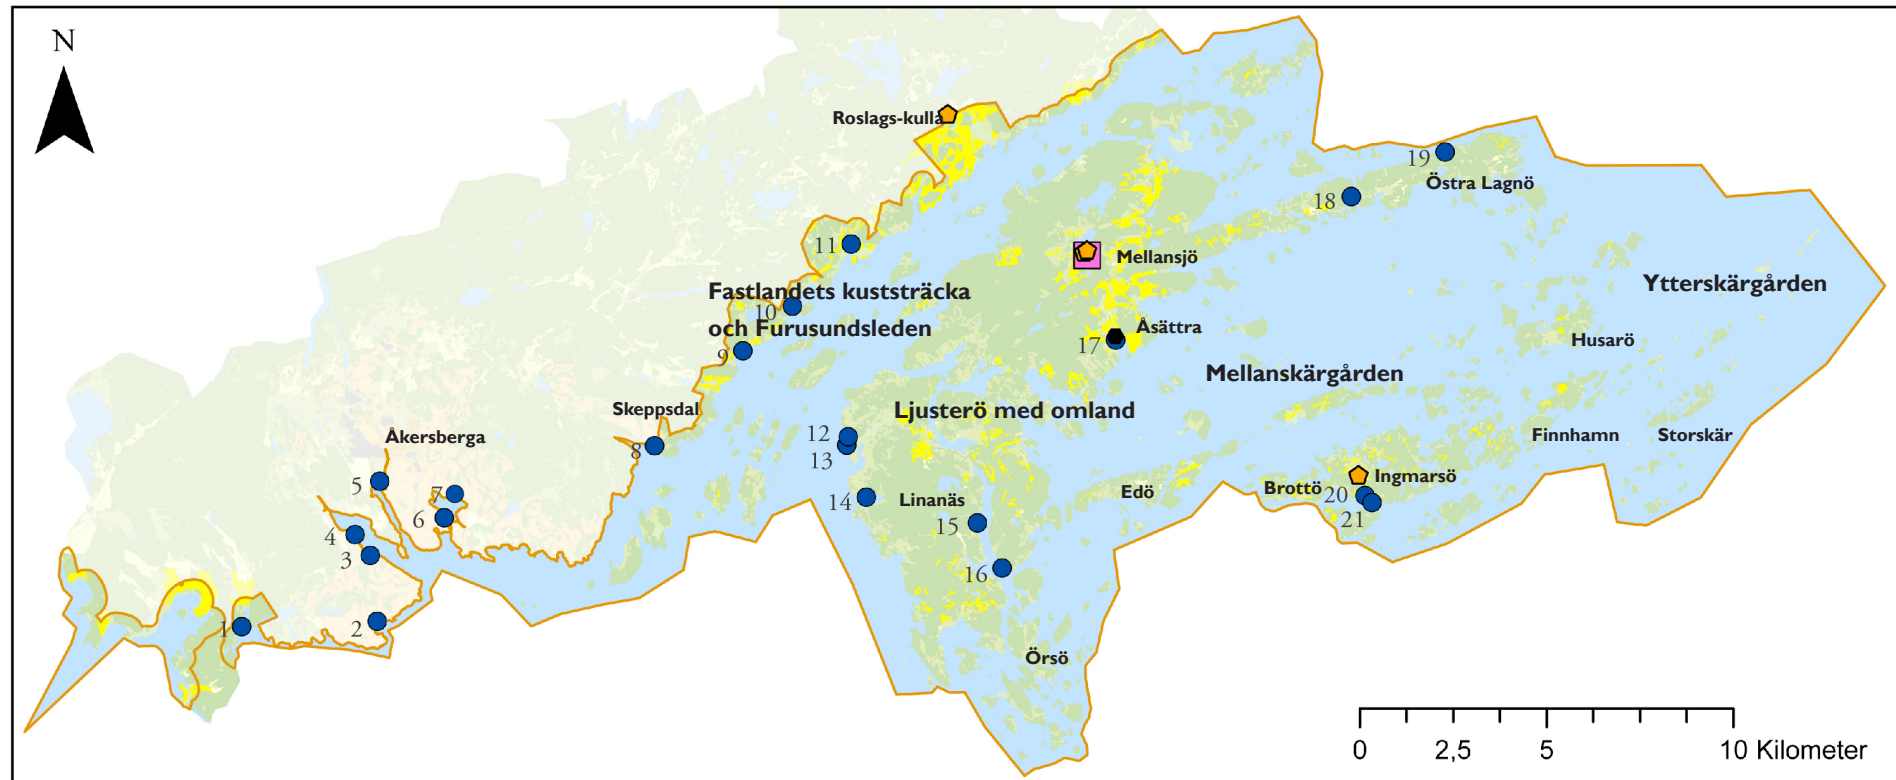 N
Roslags-kulla
19
Östra Lagnö
18
11
Mellansjö
Ytterskärgården
Fastlandets kuststräcka
10
och Furusundsleden
Åsättra
17
Husarö
9
Mellanskärgården
Skeppsdal
Ljusterö med omland
Åkersberga
12
8
13
Finnhamn
Storskär
5
7
Ingmarsö
Brottö
20
Edö
14
Linanäs
6
15
21
4
3
16
1
2
Örsö
0
2,5
5
10 Kilometer